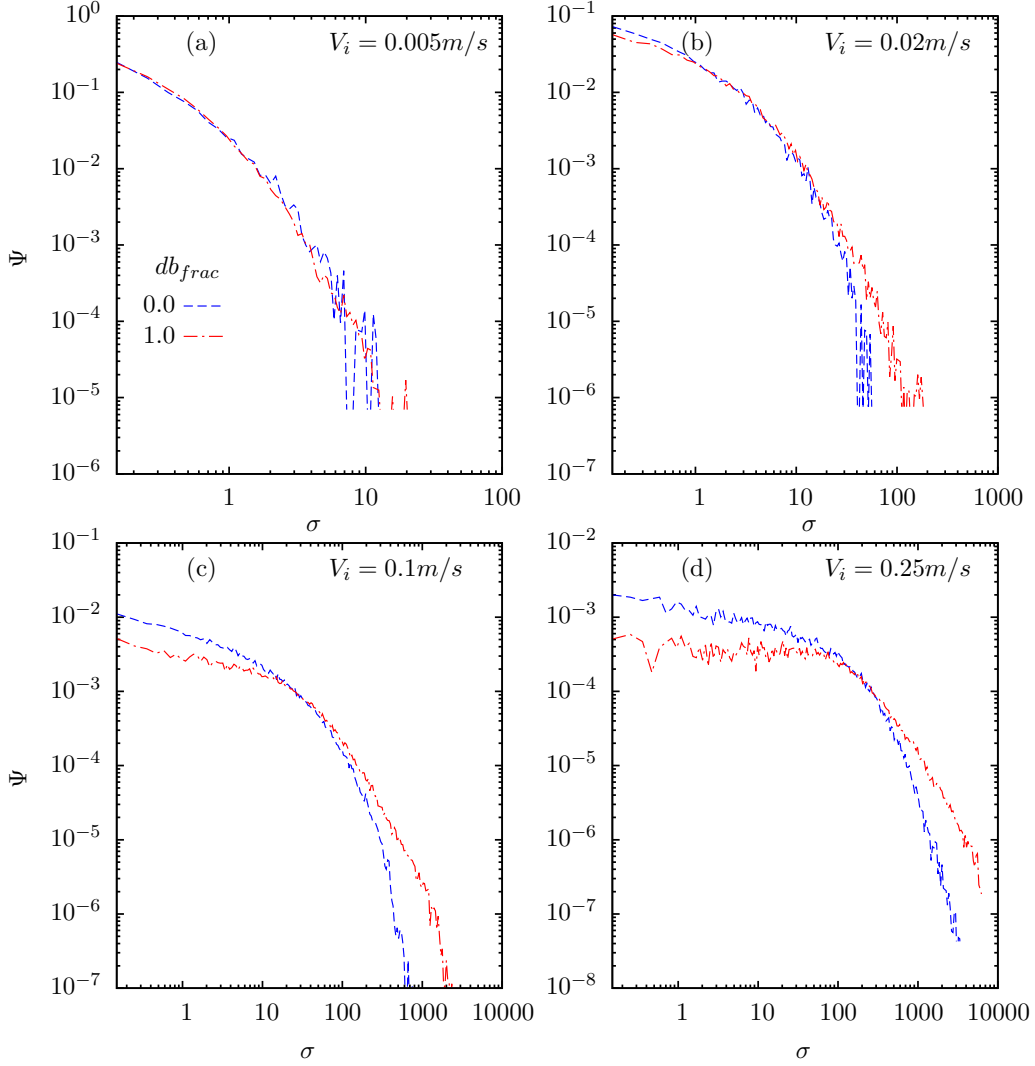 (a) V_i = 0.005m/s
(b) V_i = 0.02m/s
10^0
10^{-1}
10^{-2}
10^{-3}
10^{-4}
10^{-5}
10^{-6}
Ψ
db_{frac}
0.0
1.0
1 10 100
σ
10^{-1}
10^{-2}
10^{-3}
10^{-4}
10^{-5}
10^{-6}
10^{-7}
1 10 100 1000
σ
(c) V_i = 0.1m/s
(d) V_i = 0.25m/s
10^{-1}
10^{-2}
10^{-3}
10^{-4}
10^{-5}
10^{-6}
10^{-7}
Ψ
1 10 100 1000 10000
σ
10^{-2}
10^{-3}
10^{-4}
10^{-5}
10^{-6}
10^{-7}
10^{-8}
1 10 100 1000 10000
σ